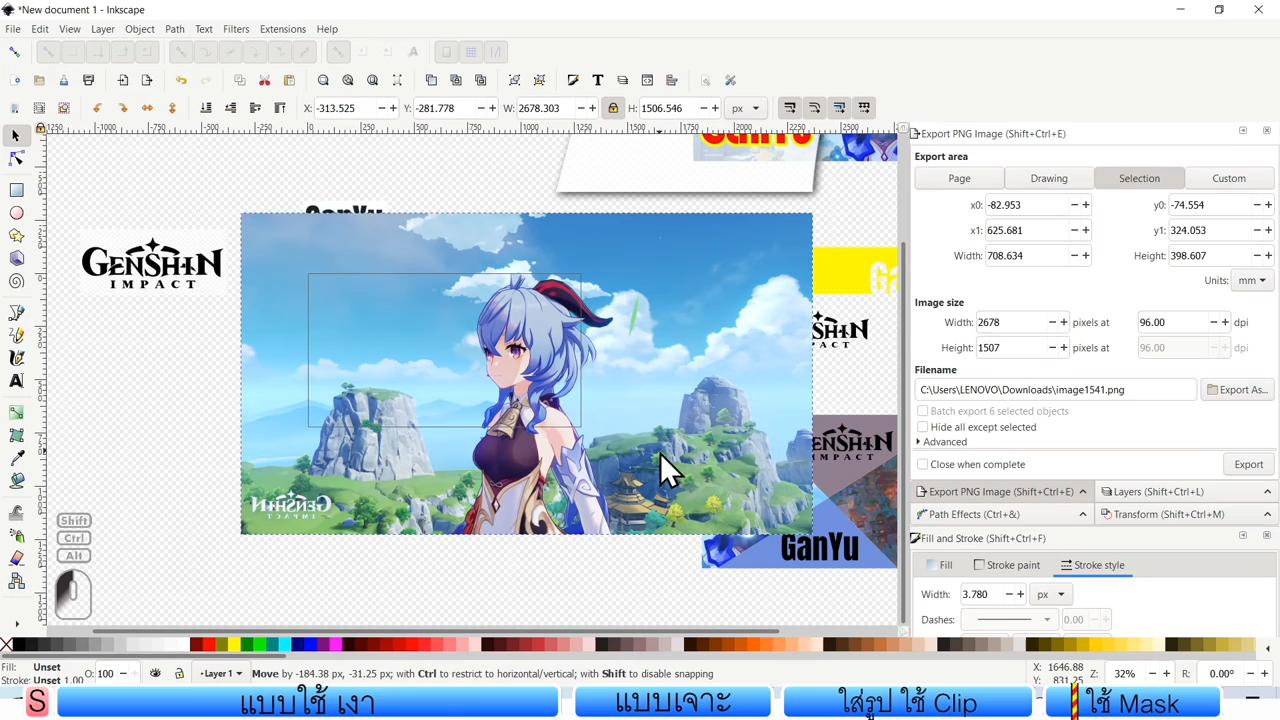 *New document 1 - Inkscape
File Edit View Layer Object Path Text Filters Extensions Help
X: -313.525 Y: -281.778 W: 2678.303 H: 1506.546 px
Export PNG Image (Shift+Ctrl+E)
Export area
Page Drawing Selection Custom
x0: -82.953 y0: -74.554
x1: 625.681 y1: 324.053
Width: 708.634 Height: 398.607
Units: mm
Image size
Width: 2678 pixels at 96.00 dpi
Height: 1507 pixels at 96.00 dpi
Filename
C:\Users\LENOVO\Downloads\image1541.png Export As...
Batch export 6 selected objects
Hide all except selected
Advanced
Close when complete Export
Export PNG Image (Shift+Ctrl+E) Layers (Shift+Ctrl+L)
Path Effects (Ctrl+&) Transform (Shift+Ctrl+M)
Fill and Stroke (Shift+Ctrl+F)
Fill Stroke paint Stroke style
Width: 3.780 px
Dashes: 0.00
GanYu
GanYu
GENSHIN
IMPACT
GENSHIN
IMPACT
GanYu
Shift
Ctrl
Alt
Fill: Unset
Stroke: Unset 1.00
O: 100 Layer 1 Move by -184.38 px, -31.25 px; with Ctrl to restrict to horizontal/vertical; with Shift to disable snapping
X: 1646.88
Y: 831.25
Z: 32% R: 0.00°
S แบบใช้ เงา แบบเจาะ ใส่รูป ใช้ Clip ใช้ Mask